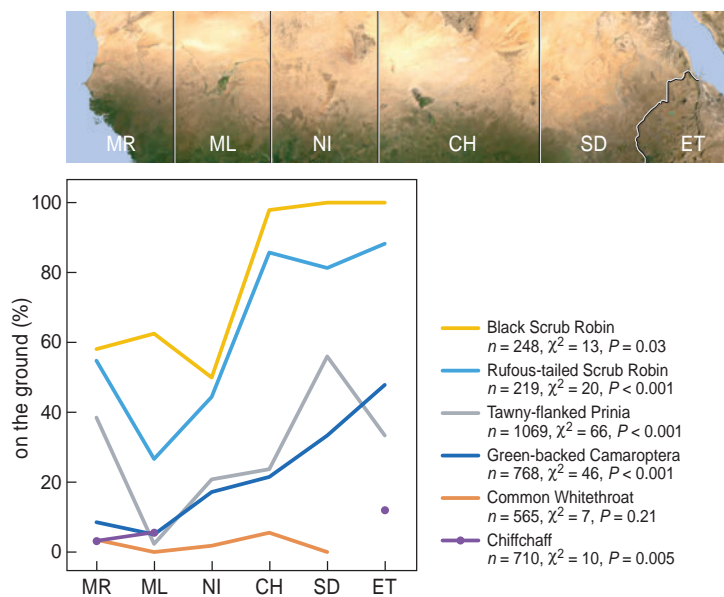 MR ML NI CH SD ET
on the ground (%)
100
80
60
40
20
0
MR ML NI CH SD ET
Black Scrub Robin
n = 248, χ² = 13, P = 0.03
Rufous-tailed Scrub Robin
n = 219, χ² = 20, P < 0.001
Tawny-flanked Prinia
n = 1069, χ² = 66, P < 0.001
Green-backed Camaroptera
n = 768, χ² = 46, P < 0.001
Common Whitethroat
n = 565, χ² = 7, P = 0.21
Chiffchaff
n = 710, χ² = 10, P = 0.005